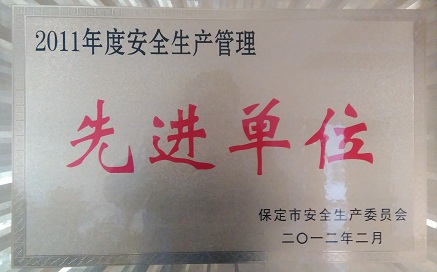 2011年度安全生产管理
先进单位
保定市安全生产委员会
二〇一二年二月